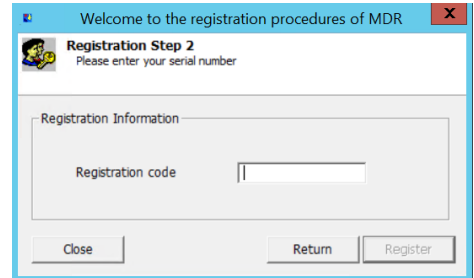 Welcome to the registration procedures of MDR
X
Registration Step 2
Please enter your serial number
Registration Information
Registration code
Close
Return
Register